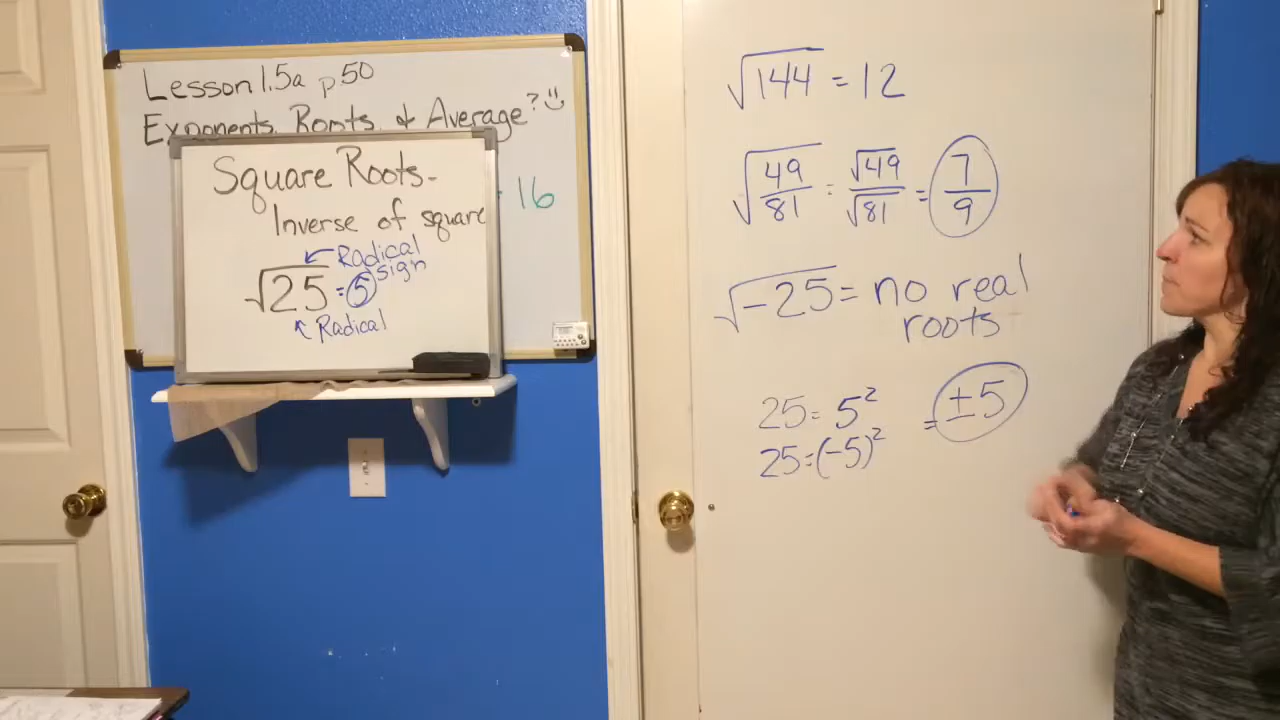 Lesson 1.5a p50
Exponents, Roots, & Average? :)
= 16
Square Roots-
Inverse of square
Radical sign
√25 = 5
Radical
√144 = 12
√(49/81) = √49/√81 = 7/9
√-25 = no real
roots
25 = 5² = ±5
25 = (-5)²